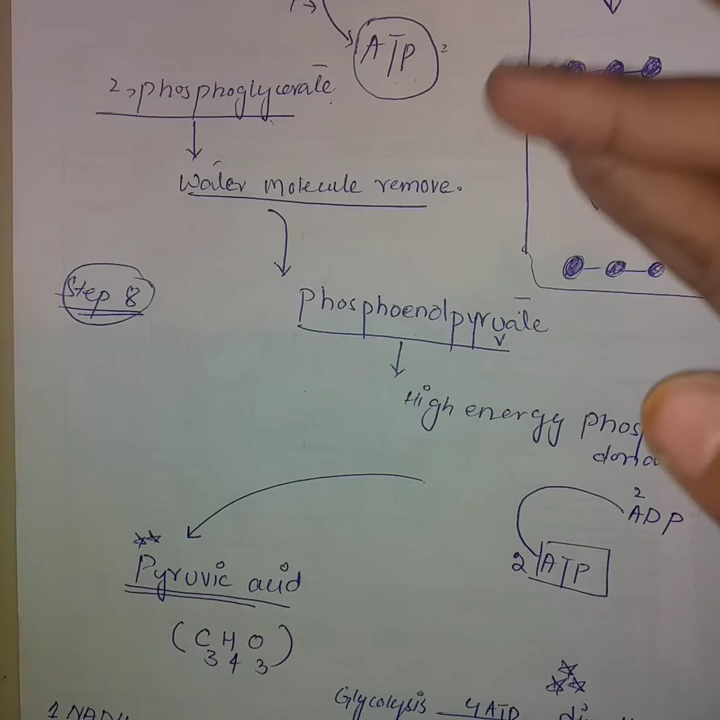 ATP 2
2, phosphoglycerate
Water molecule remove.
Step 8
Phosphoenolpyruvate
High energy phos
dona
2
ADP
2 ATP
Pyruvic acid
(C3H4O3)
Glycolysis 4ATP